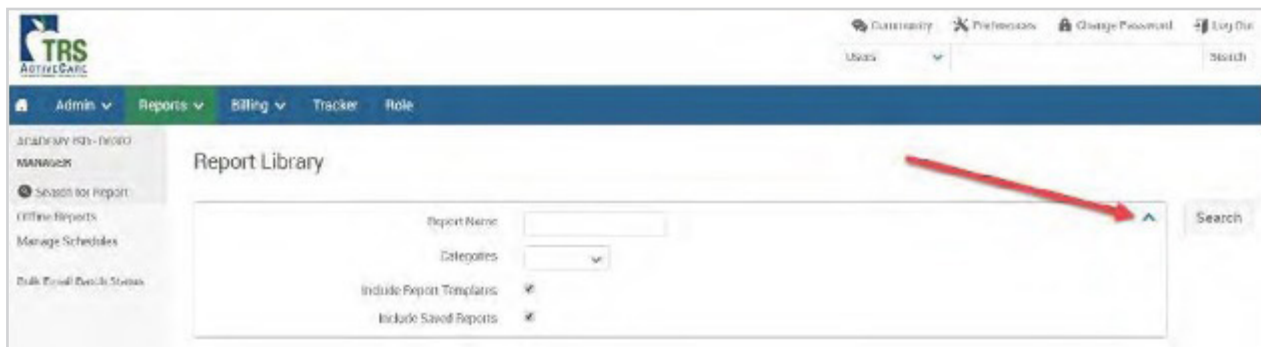 TRS
ACTIVECARE
Community Preferences Change Password Log Out
Users Search
Admin Reports Billing Tracker Role
ACADEMY ISD -
MANAGER
Search for Report
Offline Reports
Manage Schedules
Bulk Email Batch Status
Report Library
Report Name
Search
Categories
Include Report Templates
Include Saved Reports